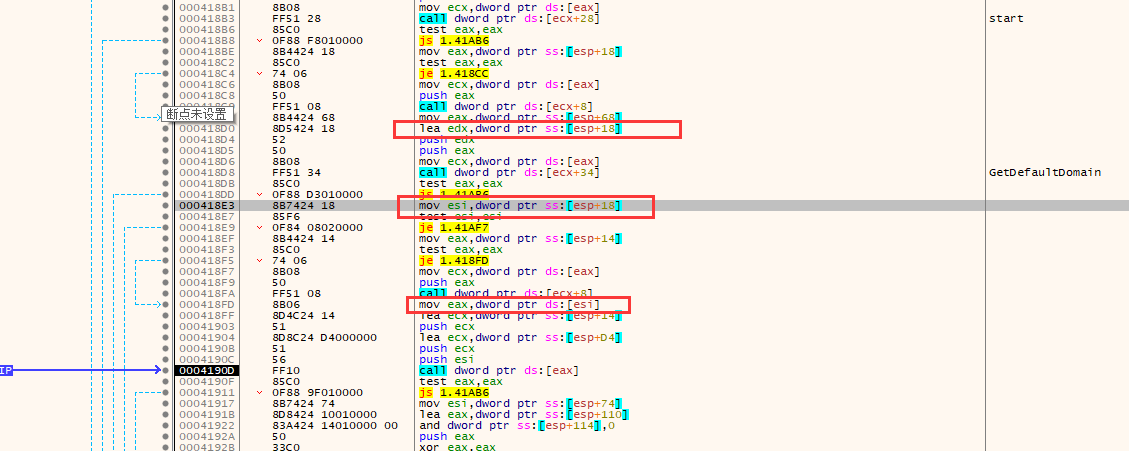 000418B1 8B08 mov ecx,dword ptr ds:[eax]
000418B3 FF51 28 call dword ptr ds:[ecx+28] start
000418B6 85C0 test eax,eax
000418B8 0F88 F8010000 js 1.41AB6
000418BE 8B4424 18 mov eax,dword ptr ss:[esp+18]
000418C2 85C0 test eax,eax
000418C4 74 06 je 1.418CC
000418C6 8B08 mov ecx,dword ptr ds:[eax]
000418C8 50 push eax
FF51 08 call dword ptr ds:[ecx+8]
断点未设置 8B4424 68 mov eax,dword ptr ss:[esp+68]
000418D0 8D5424 18 lea edx,dword ptr ss:[esp+18]
000418D4 52 push edx
000418D5 50 push eax
000418D6 8B08 mov ecx,dword ptr ds:[eax]
000418D8 FF51 34 call dword ptr ds:[ecx+34] GetDefaultDomain
000418DB 85C0 test eax,eax
000418DD 0F88 D3010000 js 1.41AB6
000418E3 8B7424 18 mov esi,dword ptr ss:[esp+18]
000418E7 85F6 test esi,esi
000418E9 0F84 08020000 je 1.41AF7
000418EF 8B4424 14 mov eax,dword ptr ss:[esp+14]
000418F3 85C0 test eax,eax
000418F5 74 06 je 1.418FD
000418F7 8B08 mov ecx,dword ptr ds:[eax]
000418F9 50 push eax
000418FA FF51 08 call dword ptr ds:[ecx+8]
000418FD 8B06 mov eax,dword ptr ds:[esi]
000418FF 8D4C24 14 lea ecx,dword ptr ss:[esp+14]
00041903 51 push ecx
00041904 8D8C24 D4000000 lea ecx,dword ptr ss:[esp+D4]
0004190B 51 push ecx
0004190C 56 push esi
IP 0004190D FF10 call dword ptr ds:[eax]
0004190F 85C0 test eax,eax
00041911 0F88 9F010000 js 1.41AB6
00041917 8B7424 74 mov esi,dword ptr ss:[esp+74]
0004191B 8D8424 10010000 lea eax,dword ptr ss:[esp+110]
00041922 83A424 14010000 00 and dword ptr ss:[esp+114],0
0004192A 50 push eax
0004192B 33C0 xor eax,eax